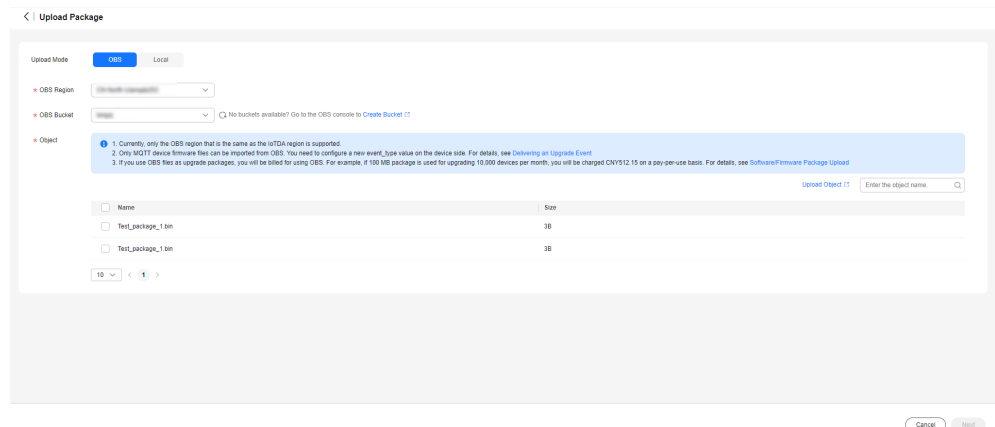 Upload Package
Upload Mode OBS Local
* OBS Region
* OBS Bucket No buckets available? Go to the OBS console to Create Bucket
* Object
1. Currently, only the OBS region that is the same as the IoTDA region is supported.
2. Only MQTT device firmware files can be imported from OBS. You need to configure a new event_type value on the device side. For details, see Delivering an Upgrade Event
3. If you use OBS files as upgrade packages, you will be billed for using OBS. For example, if 100 MB package is used for upgrading 10,000 devices per month, you will be charged CNY512.15 on a pay-per-use basis. For details, see Software/Firmware Package Upload
Upload Object Enter the object name.
Name Size
Test_package_1.bin 3B
Test_package_1.bin 3B
10 1
Cancel Next